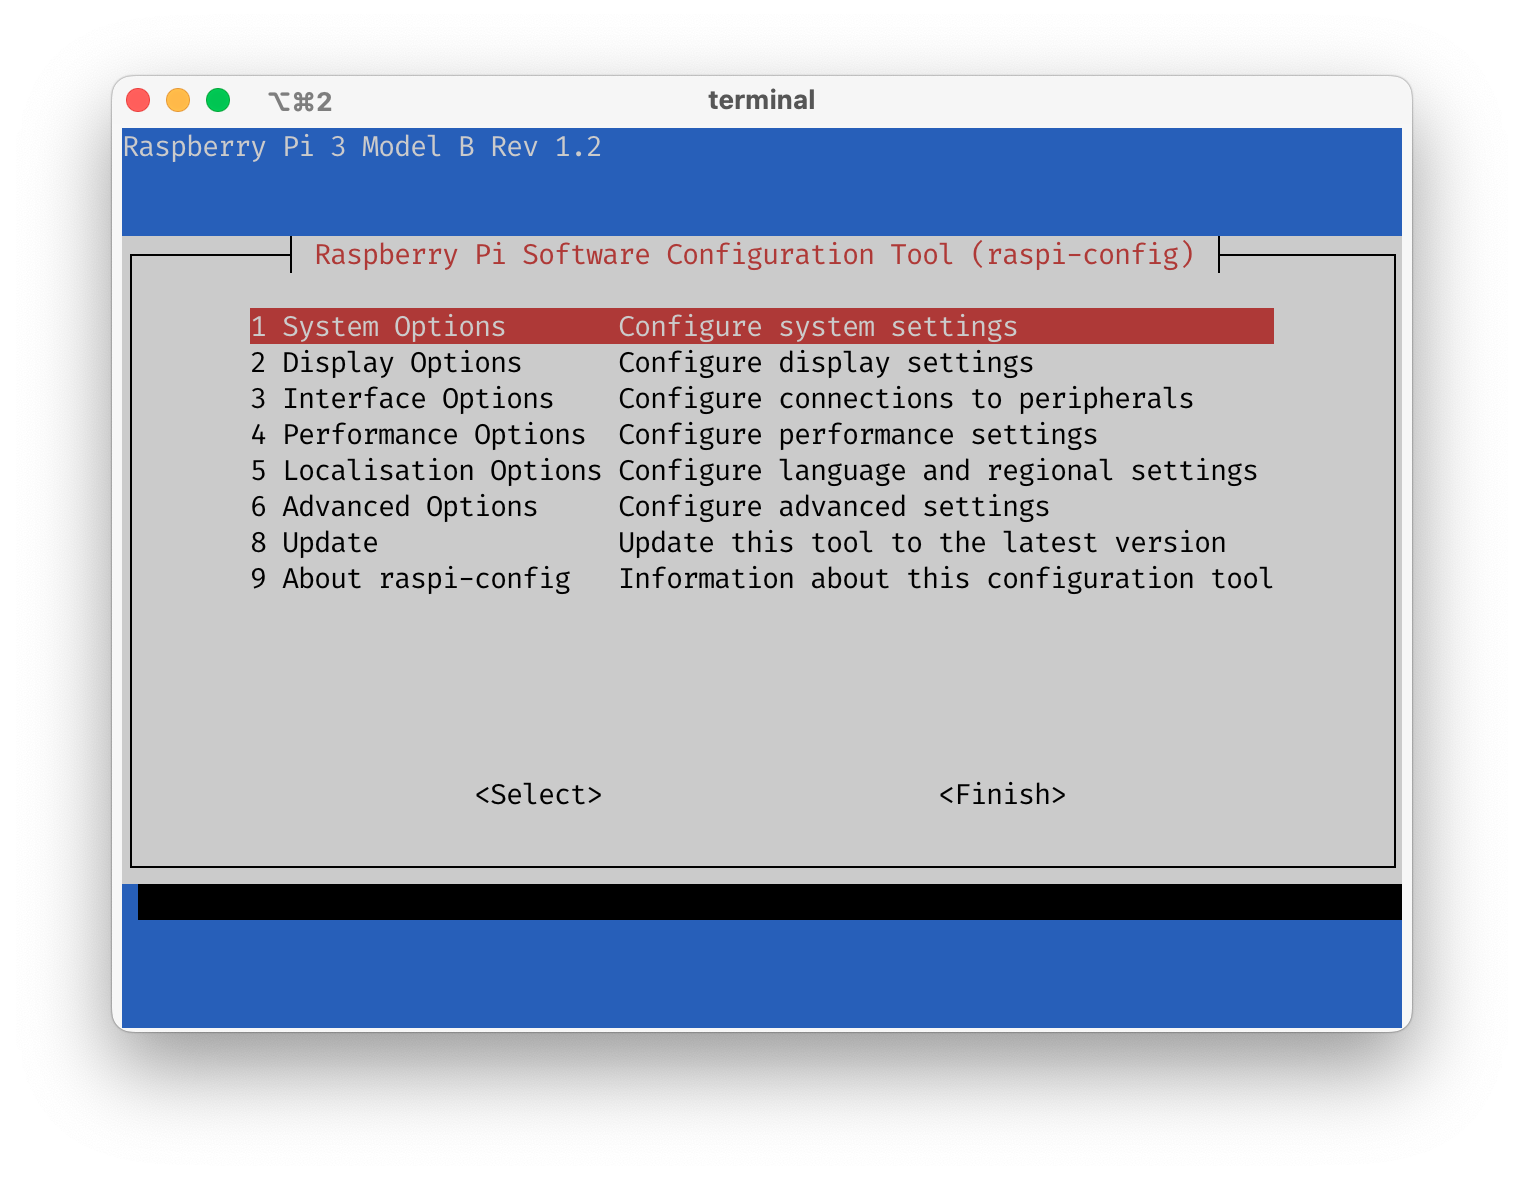 ⌥⌘2 terminal
Raspberry Pi 3 Model B Rev 1.2
Raspberry Pi Software Configuration Tool (raspi-config)
1 System Options Configure system settings
2 Display Options Configure display settings
3 Interface Options Configure connections to peripherals
4 Performance Options Configure performance settings
5 Localisation Options Configure language and regional settings
6 Advanced Options Configure advanced settings
8 Update Update this tool to the latest version
9 About raspi-config Information about this configuration tool
<Select> <Finish>